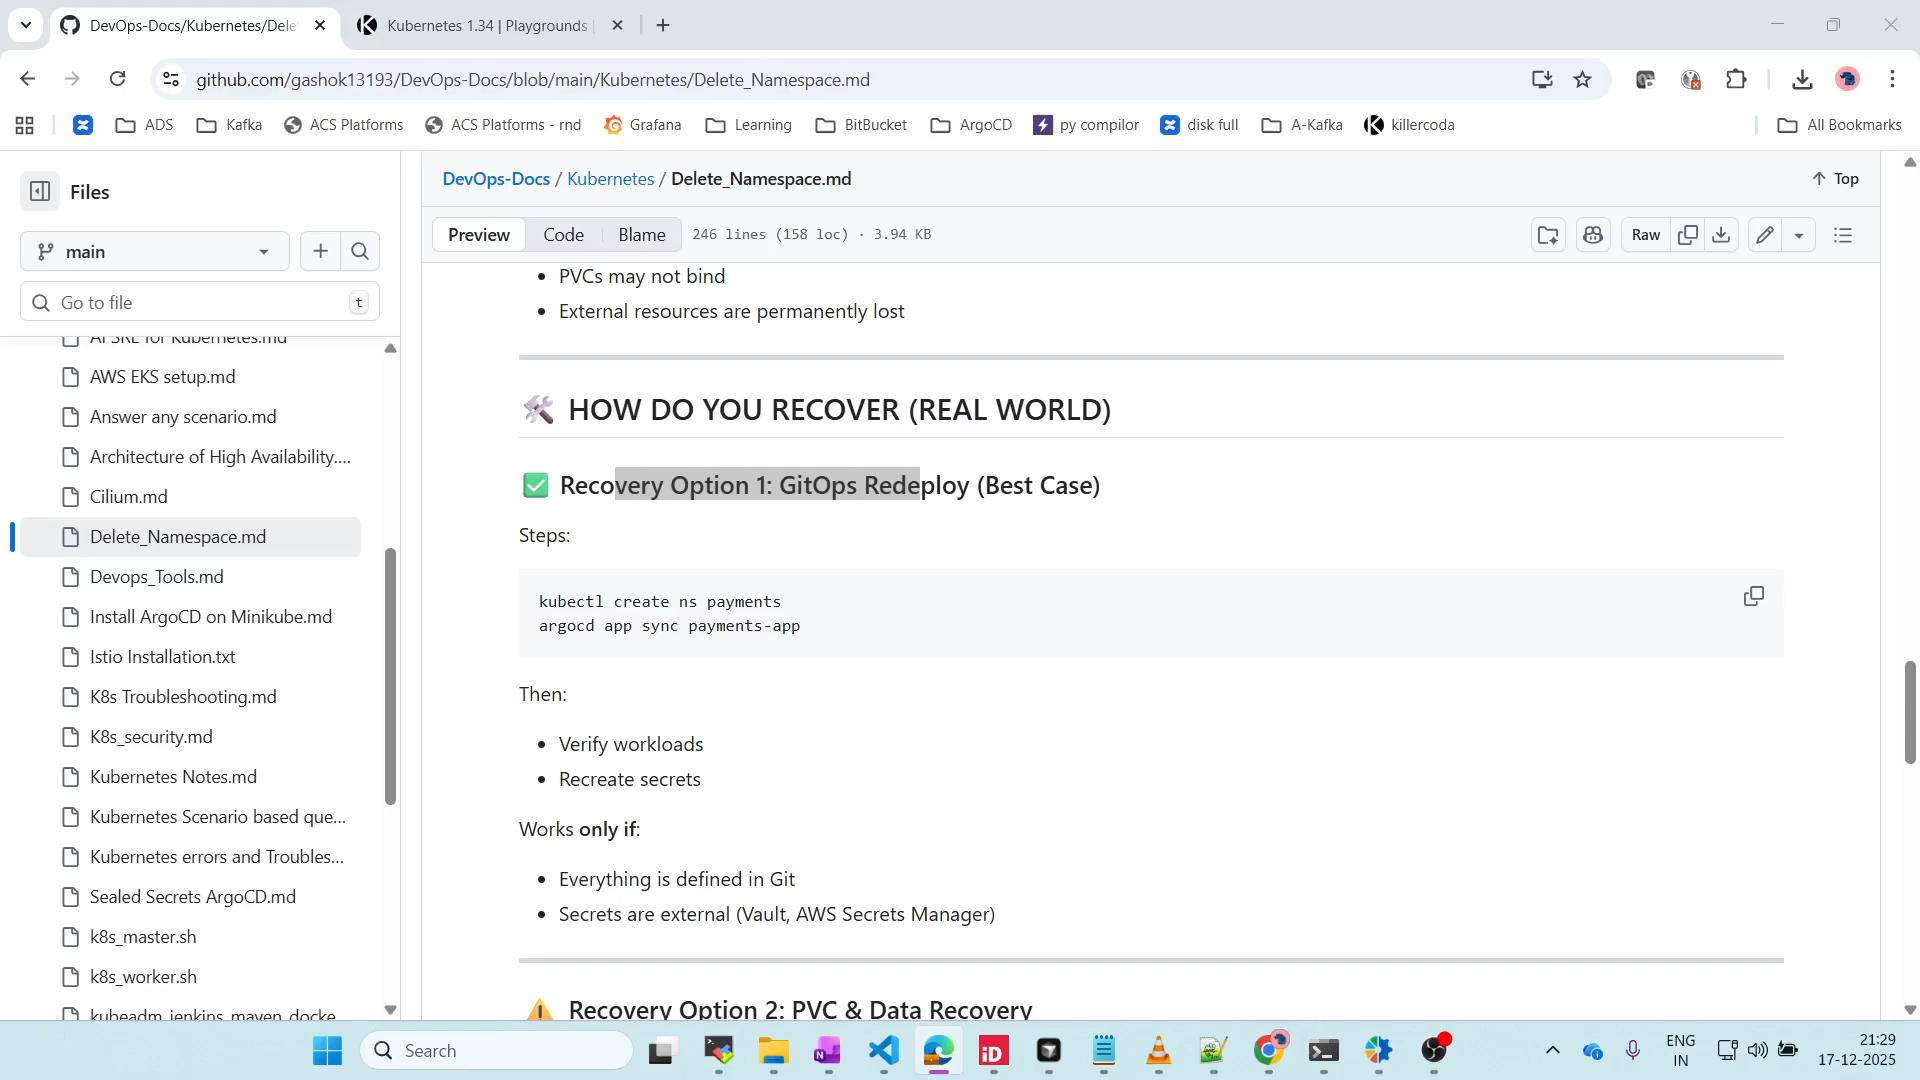 DevOps-Docs/Kubernetes/Dele
Kubernetes 1.34 | Playgrounds
github.com/gashok13193/DevOps-Docs/blob/main/Kubernetes/Delete_Namespace.md
ADS
Kafka
ACS Platforms
ACS Platforms - rnd
Grafana
Learning
BitBucket
ArgoCD
py compilor
disk full
A-Kafka
killercoda
All Bookmarks
Files
main
Go to file
t
AI SRE for Kubernetes.md
AWS EKS setup.md
Answer any scenario.md
Architecture of High Availability....
Cilium.md
Delete_Namespace.md
Devops_Tools.md
Install ArgoCD on Minikube.md
Istio Installation.txt
K8s Troubleshooting.md
K8s_security.md
Kubernetes Notes.md
Kubernetes Scenario based que...
Kubernetes errors and Troubles...
Sealed Secrets ArgoCD.md
k8s_master.sh
k8s_worker.sh
kubeadm_jenkins_maven_docke...
DevOps-Docs / Kubernetes / Delete_Namespace.md
Top
Preview
Code
Blame
246 lines (158 loc) · 3.94 KB
Raw
• PVCs may not bind
• External resources are permanently lost
🛠️ HOW DO YOU RECOVER (REAL WORLD)
✅ Recovery Option 1: GitOps Redeploy (Best Case)
Steps:
kubectl create ns payments
argocd app sync payments-app
Then:
• Verify workloads
• Recreate secrets
Works only if:
• Everything is defined in Git
• Secrets are external (Vault, AWS Secrets Manager)
⚠️ Recovery Option 2: PVC & Data Recovery
Search
ENG
IN
21:29
17-12-2025